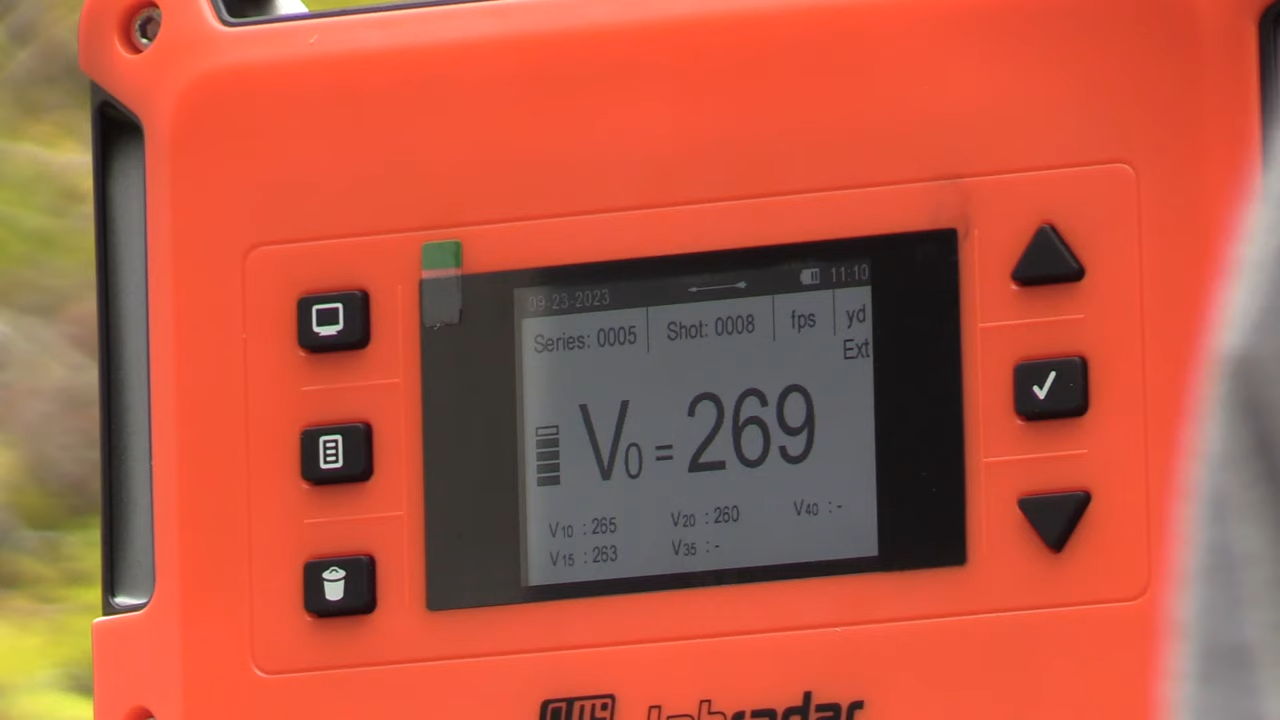 09-23-2023 11:10
Series: 0005 Shot: 0008 fps yd
Ext
V0 = 269
V10 : 265 V20 : 260 V40 : -
V15 : 263 V35 : -